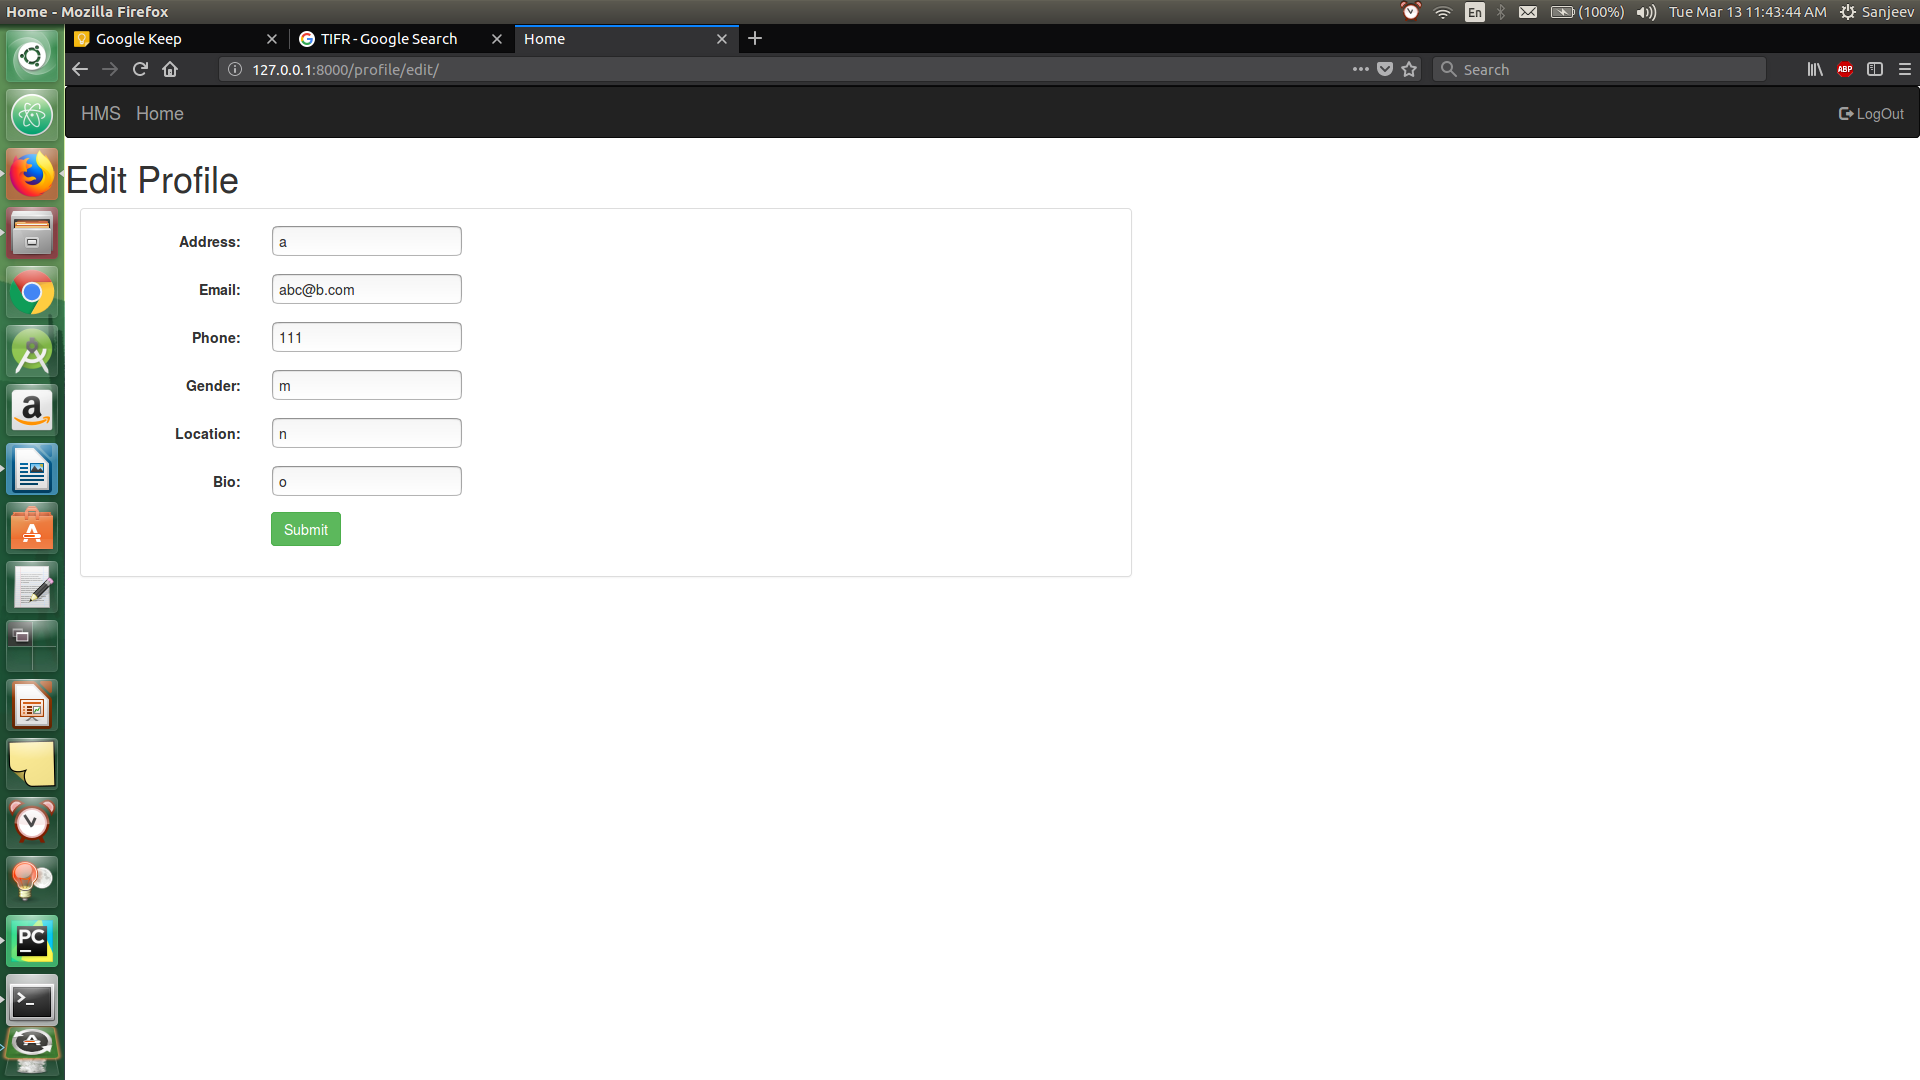 Home - Mozilla Firefox
En (100%) Tue Mar 13 11:43:44 AM Sanjeev
Google Keep TIFR - Google Search Home
127.0.0.1:8000/profile/edit/ Search ABP
HMS Home LogOut
Edit Profile
Address: a
Email: abc@b.com
Phone: 111
Gender: m
Location: n
Bio: o
Submit
a
A
PC
>_
A